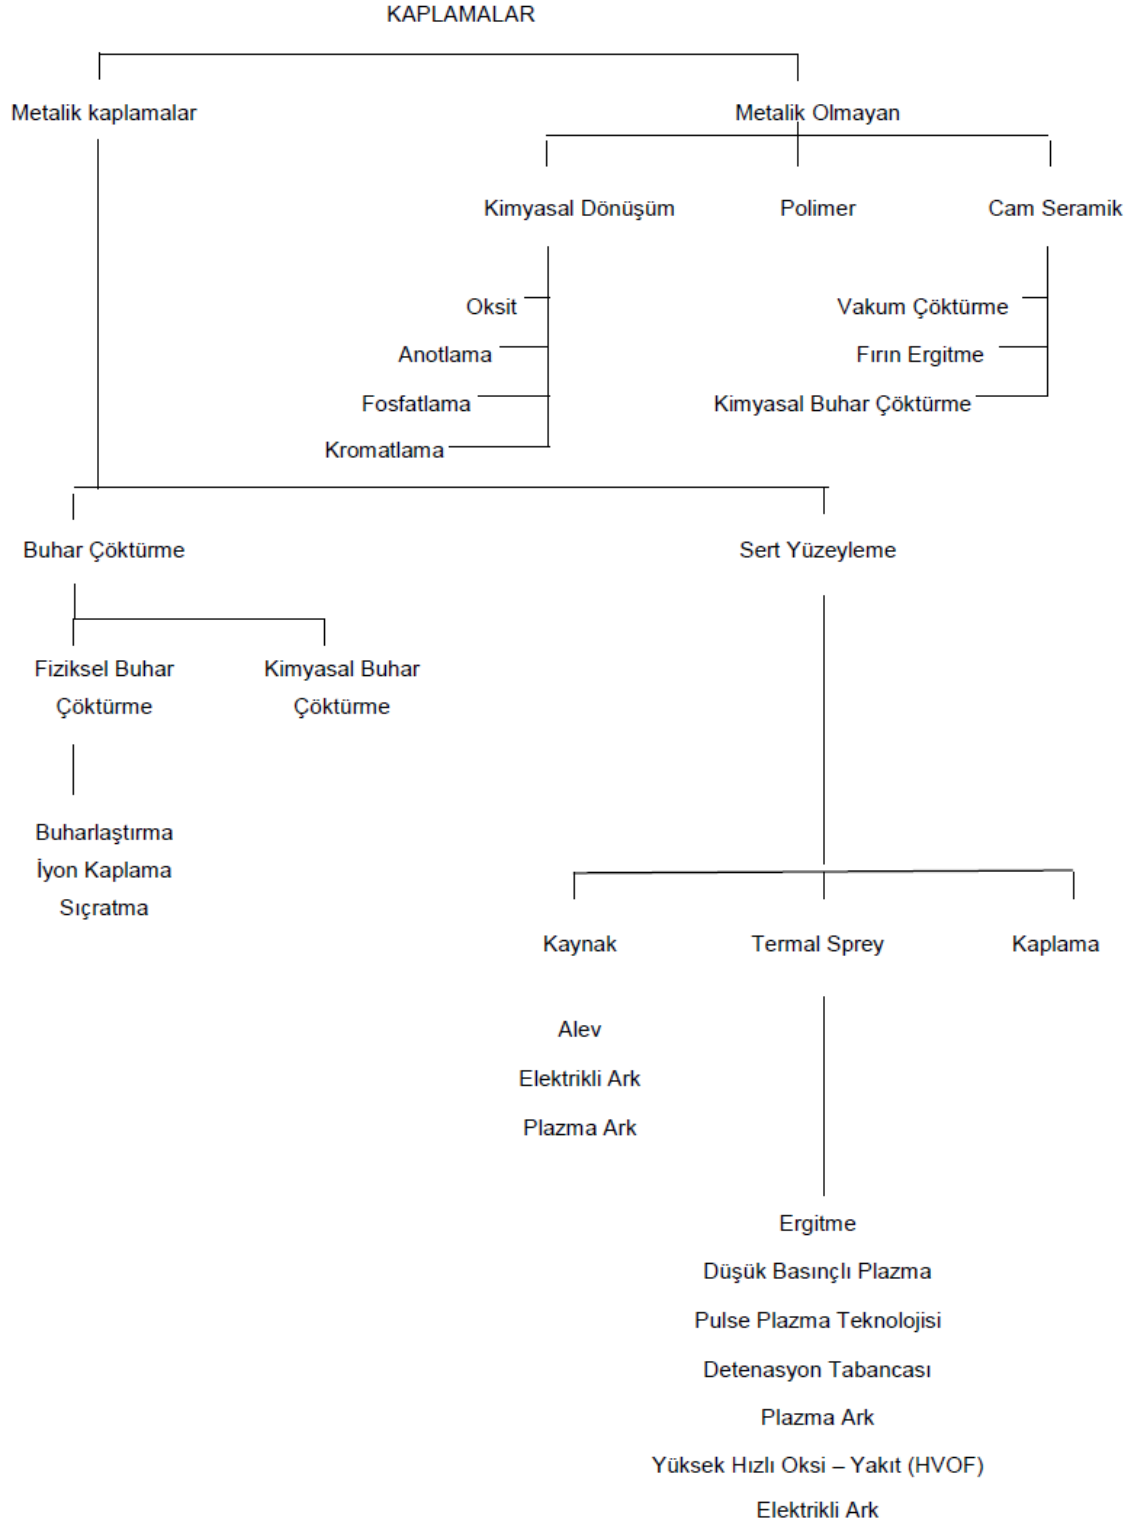 KAPLAMALAR
Metalik kaplamalar
Metalik Olmayan
Kimyasal Dönüşüm
Polimer
Cam Seramik
Oksit
Anotlama
Fosfatlama
Kromatlama
Vakum Çöktürme
Fırın Ergitme
Kimyasal Buhar Çöktürme
Buhar Çöktürme
Sert Yüzeyleme
Fiziksel Buhar
Çöktürme
Kimyasal Buhar
Çöktürme
Buharlaştırma
İyon Kaplama
Sıçratma
Kaynak
Termal Sprey
Kaplama
Alev
Elektrikli Ark
Plazma Ark
Ergitme
Düşük Basınçlı Plazma
Pulse Plazma Teknolojisi
Detenasyon Tabancası
Plazma Ark
Yüksek Hızlı Oksi – Yakıt (HVOF)
Elektrikli Ark